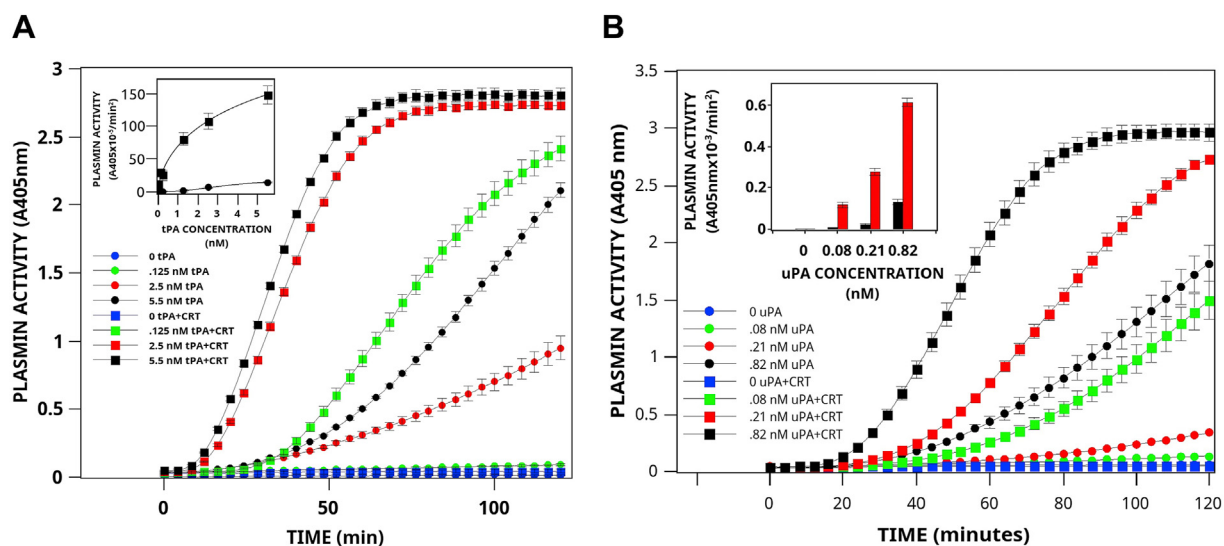 A
B
3
2.5
2
1.5
1
0.5
0
PLASMIN ACTIVITY (A405nm)
0
50
100
TIME (min)
PLASMIN ACTIVITY
(A405x10⁻⁵/min²)
150
100
50
0
0 1 2 3 4 5
tPA CONCENTRATION
(nM)
0 tPA
.125 nM tPA
2.5 nM tPA
5.5 nM tPA
0 tPA+CRT
.125 nM tPA+CRT
2.5 nM tPA+CRT
5.5 nM tPA+CRT
3.5
3
2.5
2
1.5
1
0.5
0
PLASMIN ACTIVITY (A405 nm)
0 20 40 60 80 100 120
TIME (minutes)
PLASMIN ACTIVITY
(A405nmx10-³/min²)
0.6
0.4
0.2
0
0 0.08 0.21 0.82
uPA CONCENTRATION
(nM)
0 uPA
.08 nM uPA
.21 nM uPA
.82 nM uPA
0 uPA+CRT
.08 nM uPA+CRT
.21 nM uPA+CRT
.82 nM uPA+CRT